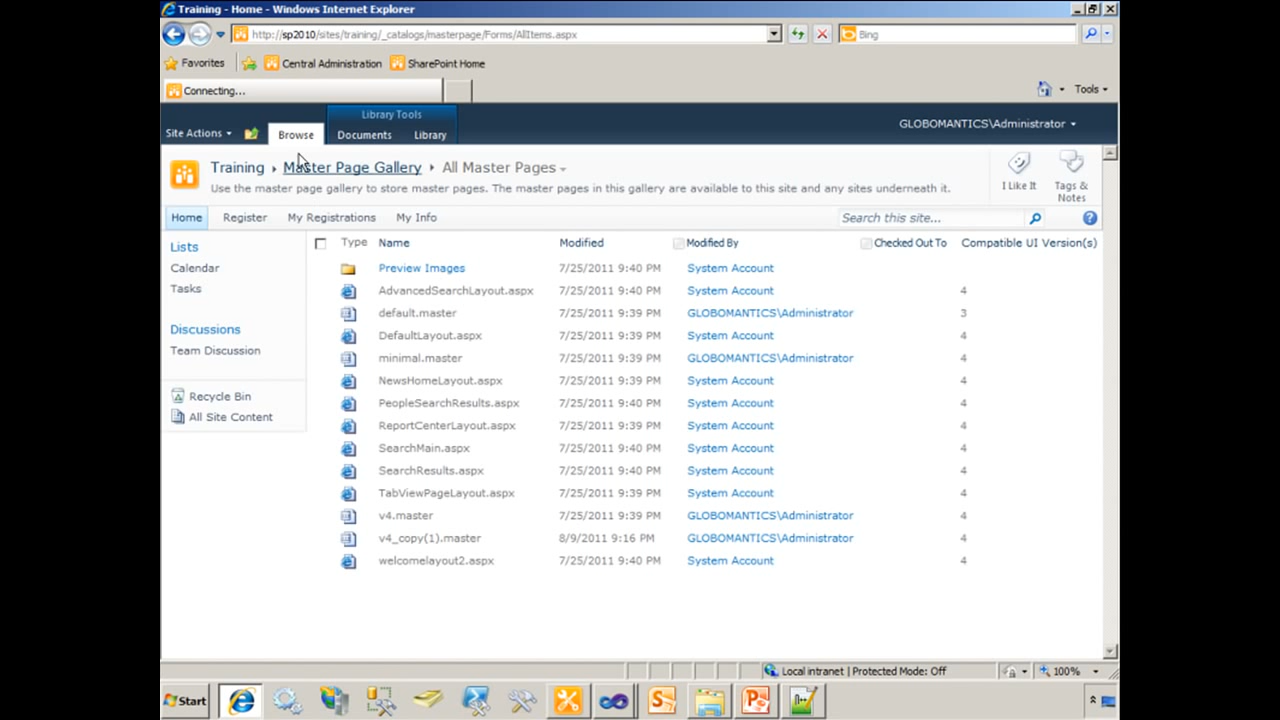 Training - Home - Windows Internet Explorer
http://sp2010/sites/training/_catalogs/masterpage/Forms/AllItems.aspx
Bing
Favorites Central Administration SharePoint Home
Connecting...
Tools
Library Tools
Site Actions Browse Documents Library GLOBOMANTICS\Administrator
Training Master Page Gallery All Master Pages
Use the master page gallery to store master pages. The master pages in this gallery are available to this site and any sites underneath it.
I Like It
Tags &
Notes
Home Register My Registrations My Info Search this site...
Lists
Calendar
Tasks
Discussions
Team Discussion
Recycle Bin
All Site Content
Type Name Modified Modified By Checked Out To Compatible UI Version(s)
Preview Images 7/25/2011 9:40 PM System Account
AdvancedSearchLayout.aspx 7/25/2011 9:40 PM System Account 4
default.master 7/25/2011 9:39 PM GLOBOMANTICS\Administrator 3
DefaultLayout.aspx 7/25/2011 9:39 PM System Account 4
minimal.master 7/25/2011 9:39 PM GLOBOMANTICS\Administrator 4
NewsHomeLayout.aspx 7/25/2011 9:39 PM System Account 4
PeopleSearchResults.aspx 7/25/2011 9:40 PM System Account 4
ReportCenterLayout.aspx 7/25/2011 9:39 PM System Account 4
SearchMain.aspx 7/25/2011 9:40 PM System Account 4
SearchResults.aspx 7/25/2011 9:40 PM System Account 4
TabViewPageLayout.aspx 7/25/2011 9:39 PM System Account 4
v4.master 7/25/2011 9:39 PM GLOBOMANTICS\Administrator 4
v4_copy(1).master 8/9/2011 9:16 PM GLOBOMANTICS\Administrator 4
welcomelayout2.aspx 7/25/2011 9:40 PM System Account 4
Local intranet | Protected Mode: Off 100%
Start